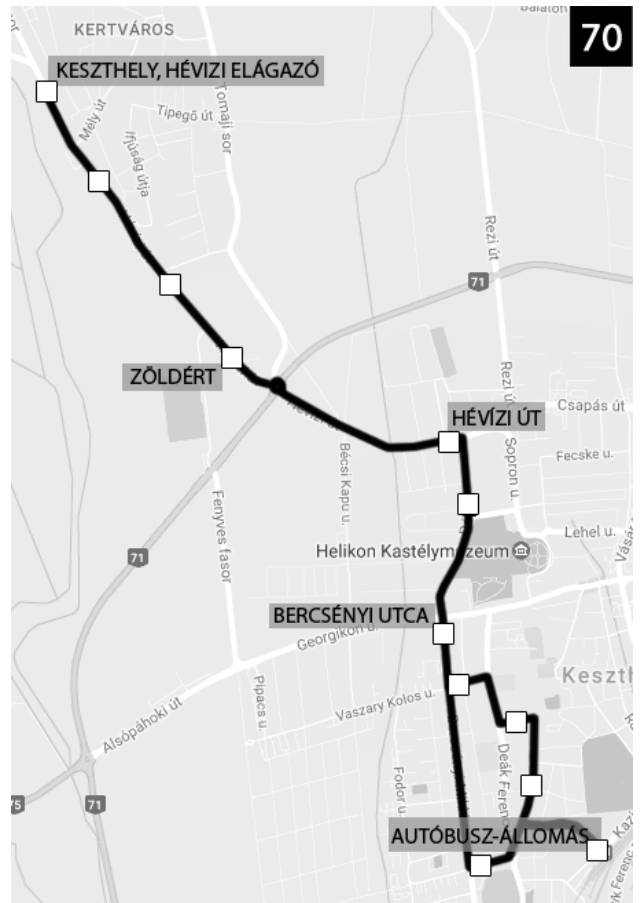 70
KERTVÁROS
KESZTHELY, HÉVIZI ELÁGAZÓ
Mély út
Tipegő út
Ifjúság útja
Tomaji sor
Rezi út
71
ZÖLDÉRT
Rezi út
HÉVÍZI ÚT
Csapás út
Sopron u.
Fecske u.
Bécsi Kapu u.
Fenyves fasor
Lehel u.
71
Helikon Kastélymúzeum
BERCSÉNYI UTCA
Georgikon u.
Pipacs u.
Vaszary Kolos u.
Alsópáhoki út
Deák Ferenc
Fodor u.
75
71
AUTÓBUSZ-ÁLLOMÁS